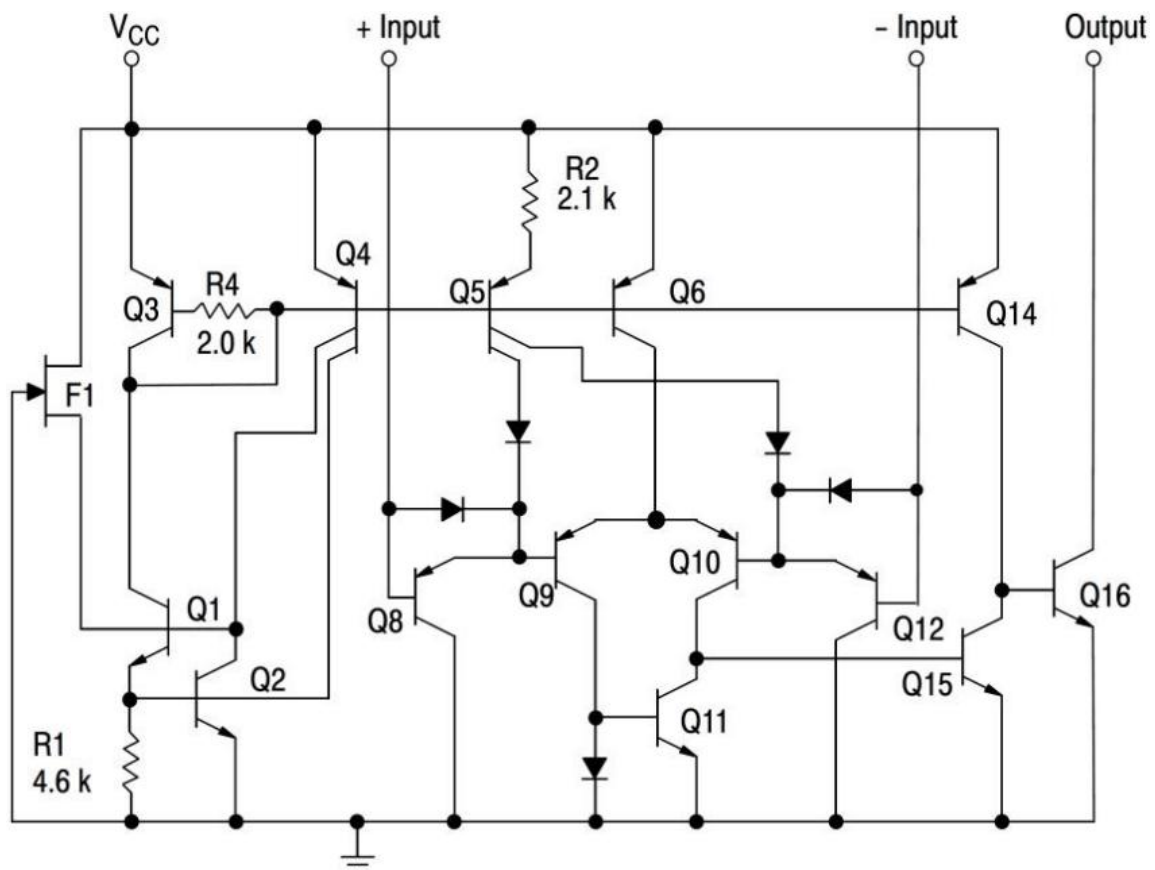 V_CC
+ Input
– Input
Output
R2
2.1 k
Q4
R4
Q3
2.0 k
Q5
Q6
Q14
F1
Q1
Q8
Q9
Q10
Q12
Q16
Q2
Q15
Q11
R1
4.6 k